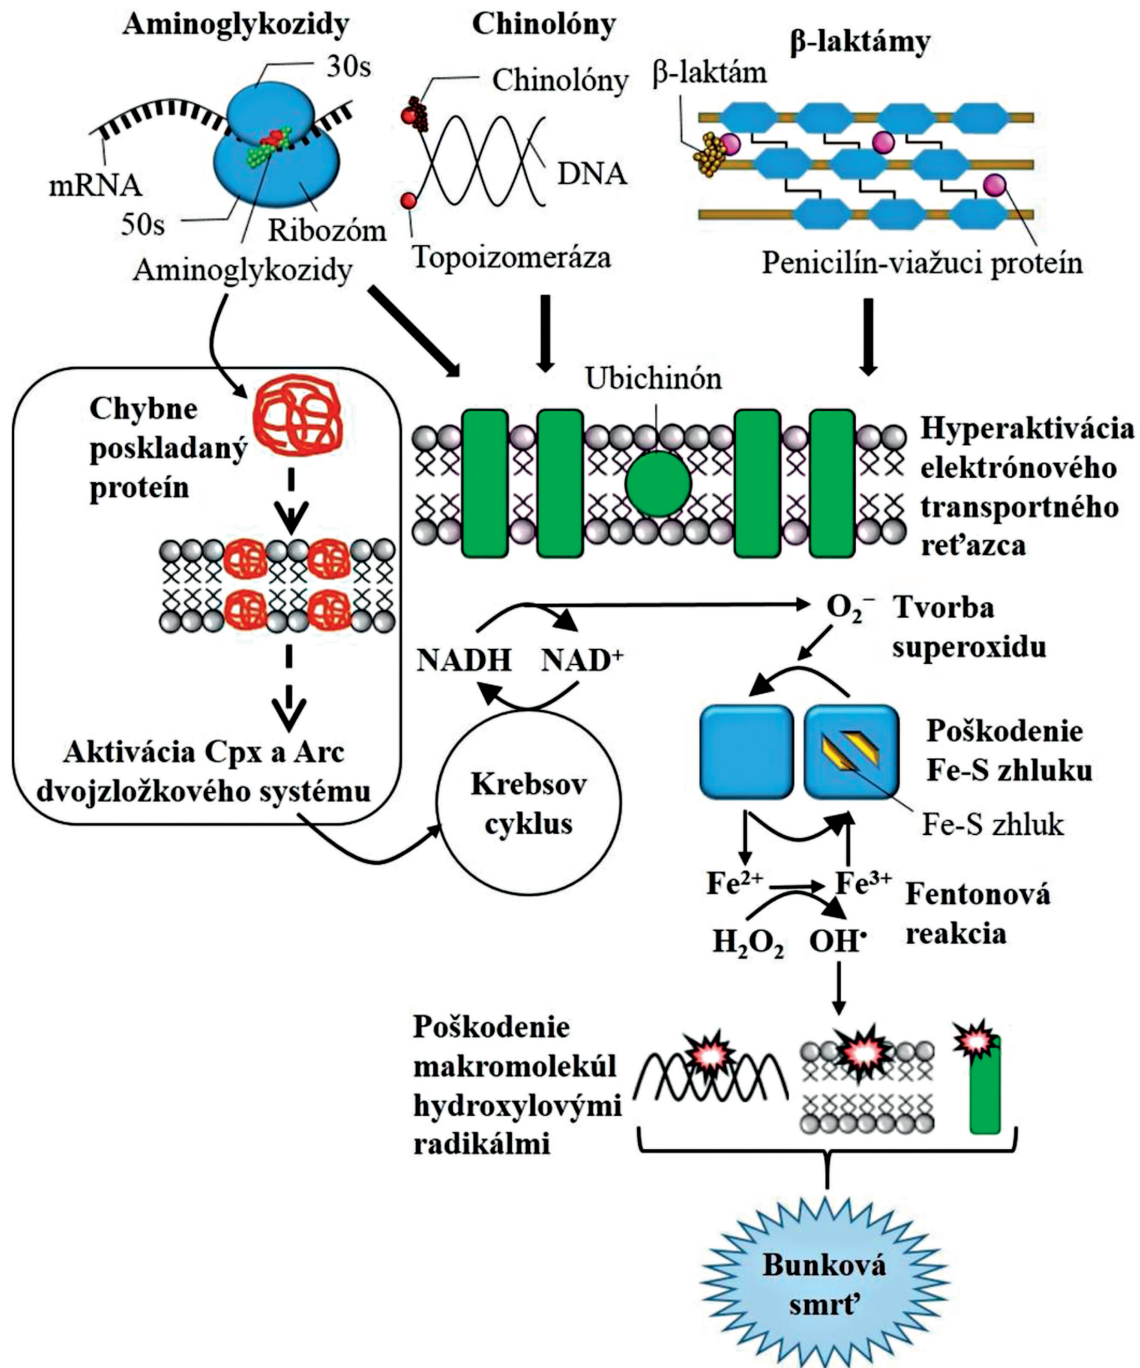 Aminoglykozidy
30s
mRNA
50s
Ribozóm
Aminoglykozidy
Chinolóny
Chinolóny
DNA
Topoizomeráza
β-laktámy
β-laktám
Penicilín-viažuci proteín
Chybne
poskladaný
proteín
Aktivácia Cpx a Arc
dvojzložkového systému
Ubichinón
Hyperaktivácia
elektrónového
transportného
reťazca
NADH
NAD⁺
Krebsov
cyklus
O₂⁻
Tvorba
superoxidu
Poškodenie
Fe-S zhluku
Fe-S zhluk
Fe²⁺
Fe³⁺
H₂O₂
OH•
Fentonová
reakcia
Poškodenie
makromolekúl
hydroxylovými
radikálmi
Bunková
smrť